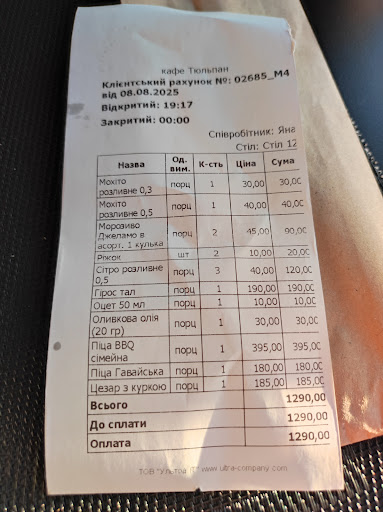 кафе Тюльпан
Клієнтський рахунок №: 02685_М4
від 08.08.2025
Відкритий: 19:17
Закритий: 00:00
Співробітник: Яна
Стіл: Стіл 12
Назва Од. вим. К-сть Ціна Сума
Мохіто розливне 0,3 порц 1 30,00 30,00
Мохіто розливне 0,5 порц 1 40,00 40,00
Морозиво Джеламо в асорт. 1 кулька порц 2 45,00 90,00
Ріжок шт 2 10,00 20,00
Сітро розливне 0,5 порц 3 40,00 120,00
Гірос тал порц 1 190,00 190,00
Оцет 50 мл порц 1 10,00 10,00
Оливкова олія (20 гр) порц 1 30,00 30,00
Піца BBQ сімейна порц 1 395,00 395,00
Піца Гавайська порц 1 180,00 180,00
Цезар з куркою порц 1 185,00 185,00
Всього 1290,00
До сплати 1290,00
Оплата 1290,00
ТОВ "Ультра ІТ" www.ultra-company.com